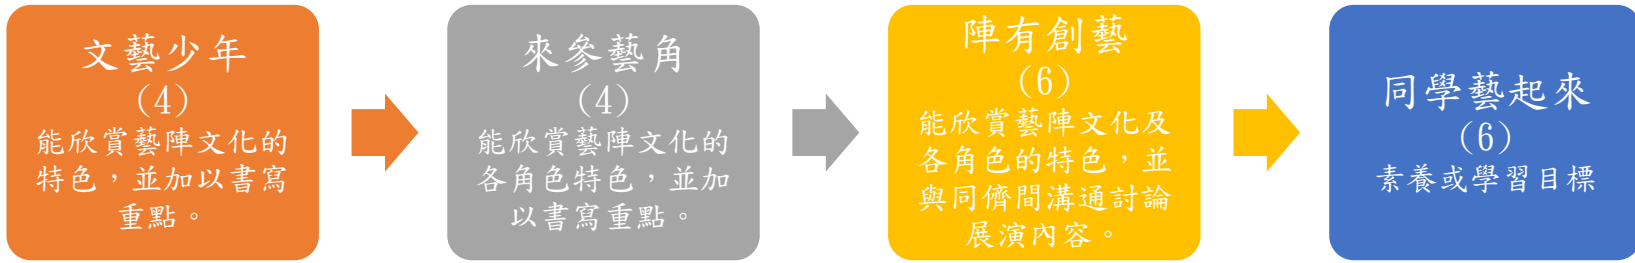 文藝少年
(4)
能欣賞藝陣文化的
特色，並加以書寫
重點。
來參藝角
(4)
能欣賞藝陣文化的
各角色特色，並加
以書寫重點。
陣有創藝
(6)
能欣賞藝陣文化及
各角色的特色，並
與同儕間溝通討論
展演內容。
同學藝起來
(6)
素養或學習目標